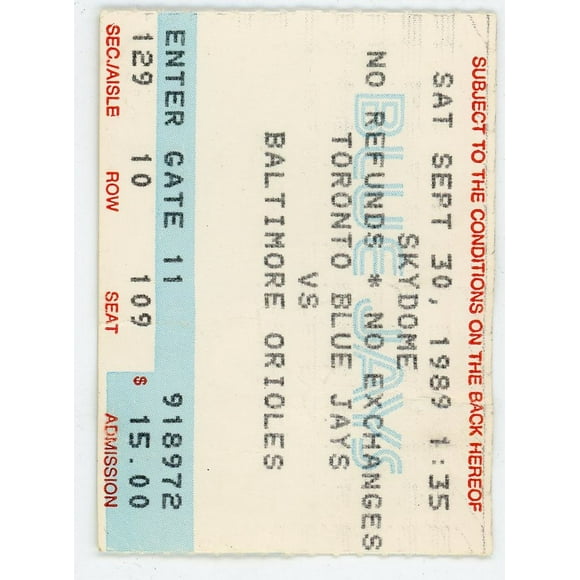 SUBJECT TO THE CONDITIONS ON THE BACK HEREOF
SAT SEPT 30, 1989 1:35
SKYDOME
BLUE JAYS
NO REFUNDS * NO EXCHANGES
TORONTO BLUE JAYS
VS
BALTIMORE ORIOLES
ENTER GATE 11 918972
129 10 109 $ 15.00
SEC./AISLE ROW SEAT ADMISSION